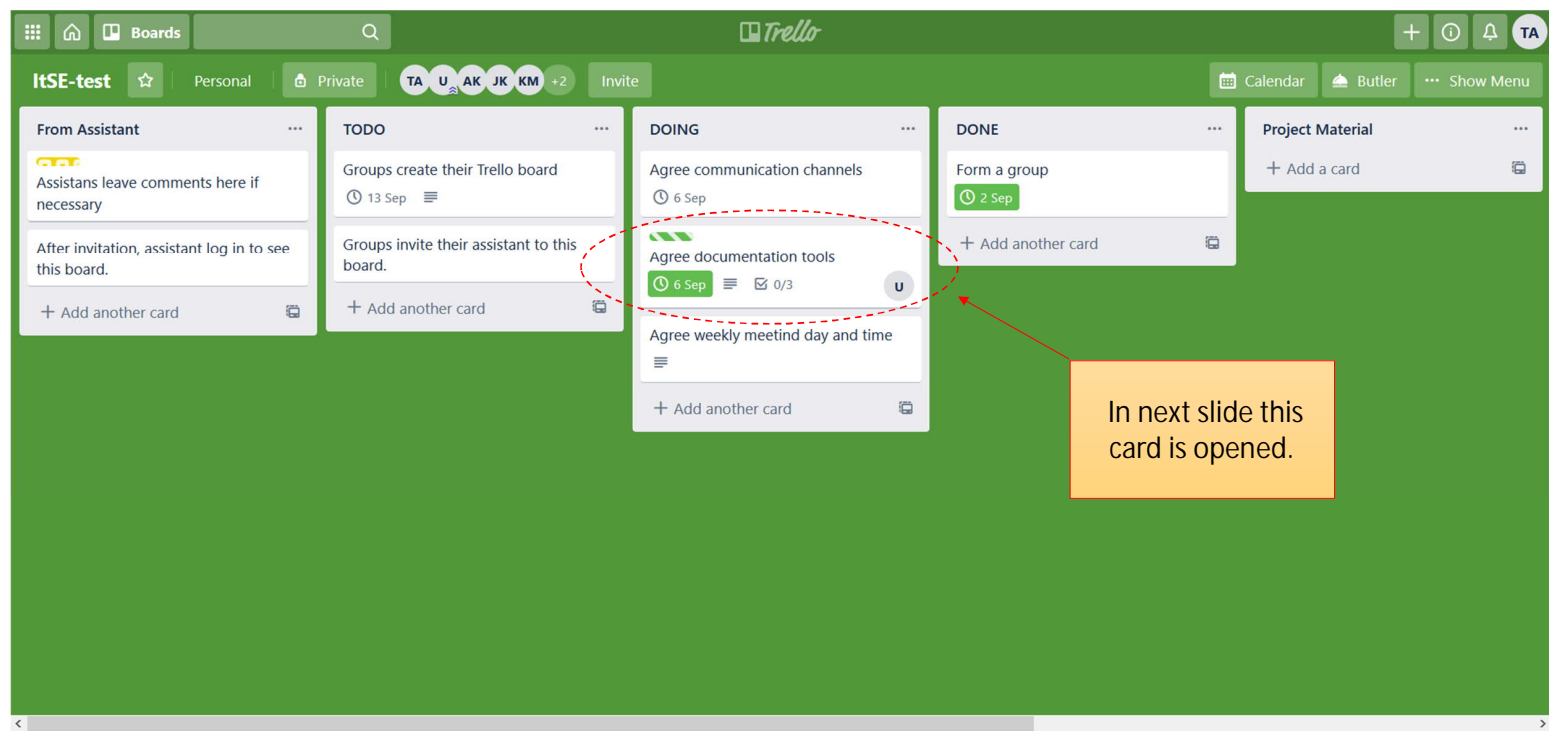 Boards
Trello
TA
ItSE-test
Personal
Private
TA U AK JK KM +2
Invite
Calendar
Butler
Show Menu
From Assistant
Assistans leave comments here if
necessary
After invitation, assistant log in to see
this board.
+ Add another card
TODO
Groups create their Trello board
13 Sep
Groups invite their assistant to this
board.
+ Add another card
DOING
Agree communication channels
6 Sep
Agree documentation tools
6 Sep 0/3 U
Agree weekly meetind day and time
+ Add another card
DONE
Form a group
2 Sep
+ Add another card
Project Material
+ Add a card
In next slide this
card is opened.